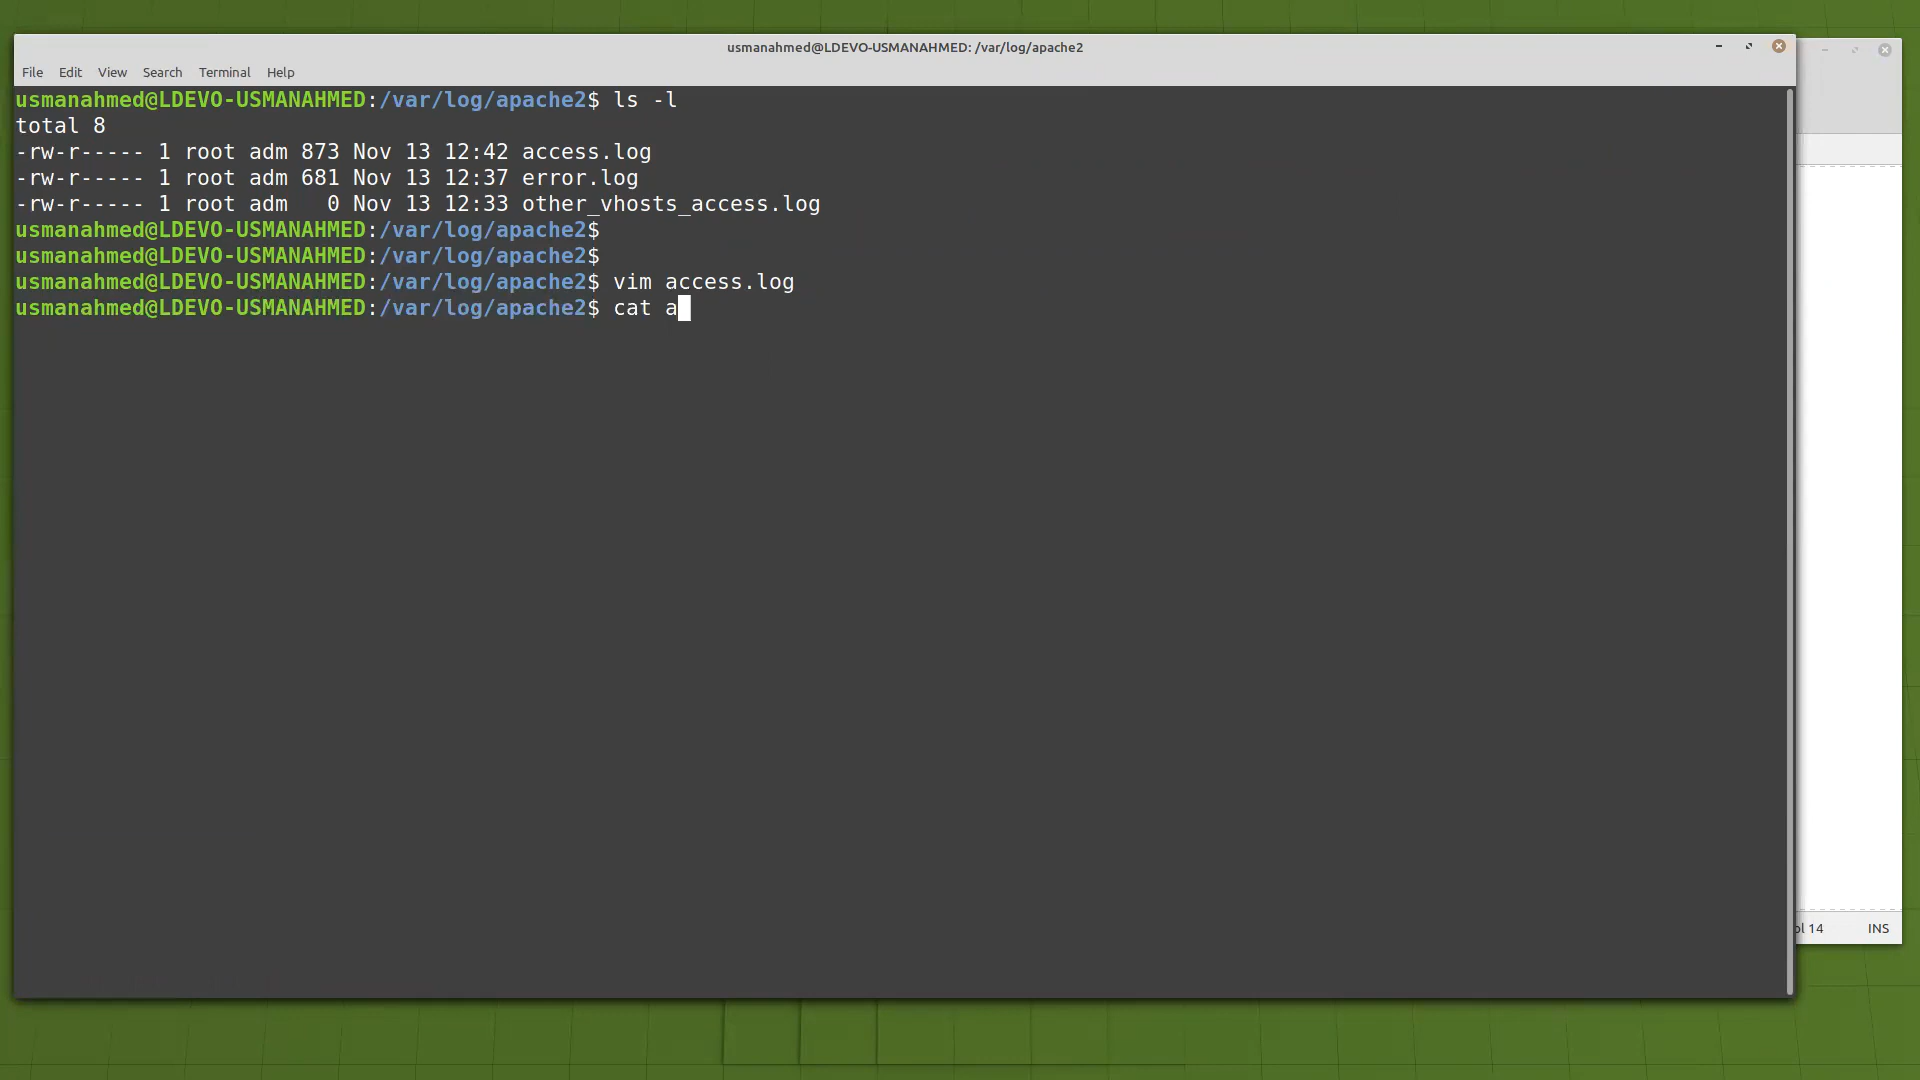 usmanahmed@LDEVO-USMANAHMED: /var/log/apache2
File Edit View Search Terminal Help
usmanahmed@LDEVO-USMANAHMED:/var/log/apache2$ ls -l
total 8
-rw-r----- 1 root adm 873 Nov 13 12:42 access.log
-rw-r----- 1 root adm 681 Nov 13 12:37 error.log
-rw-r----- 1 root adm   0 Nov 13 12:33 other_vhosts_access.log
usmanahmed@LDEVO-USMANAHMED:/var/log/apache2$
usmanahmed@LDEVO-USMANAHMED:/var/log/apache2$
usmanahmed@LDEVO-USMANAHMED:/var/log/apache2$ vim access.log
usmanahmed@LDEVO-USMANAHMED:/var/log/apache2$ cat a
14 INS